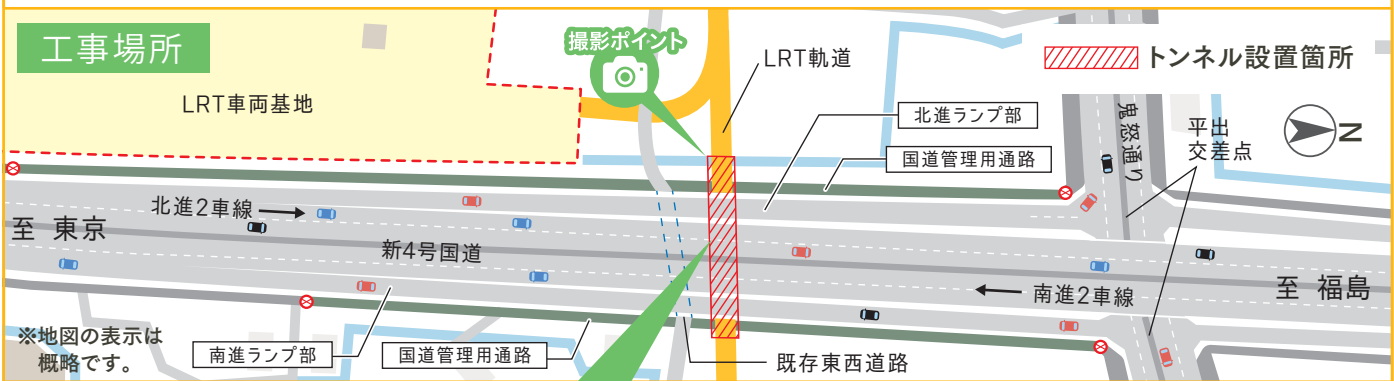 工事場所
撮影ポイント
LRT軌道
トンネル設置箇所
LRT車両基地
北進ランプ部
鬼怒通り
平出
交差点
N
国道管理用通路
北進2車線
至 東京
新4号国道
南進2車線
至 福島
※地図の表示は
概略です。
南進ランプ部
国道管理用通路
既存東西道路